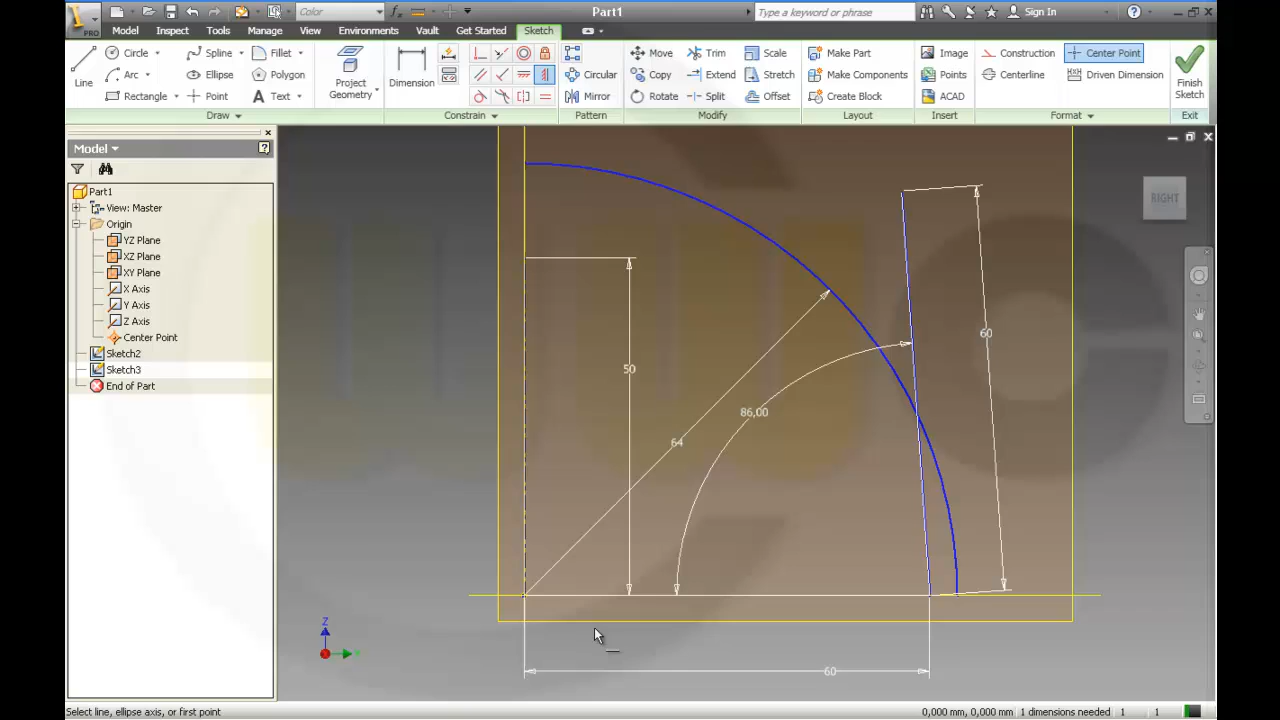 PRO
Color
Part1
Type a keyword or phrase
Sign In
Model Inspect Tools Manage View Environments Vault Get Started Sketch
Line
Circle
Arc
Rectangle
Spline
Ellipse
Point
Fillet
Polygon
Text
Project
Geometry
Dimension
Circular
Mirror
Move
Copy
Rotate
Trim
Extend
Split
Scale
Stretch
Offset
Make Part
Make Components
Create Block
Image
Points
ACAD
Construction
Centerline
Center Point
Driven Dimension
Finish
Sketch
Draw Constrain Pattern Modify Layout Insert Format Exit
Model
Part1
View: Master
Origin
YZ Plane
XZ Plane
XY Plane
X Axis
Y Axis
Z Axis
Center Point
Sketch2
Sketch3
End of Part
RIGHT
60
50
86,00
64
60
Z
Select line, ellipse axis, or first point
0,000 mm, 0,000 mm 1 dimensions needed 1 1